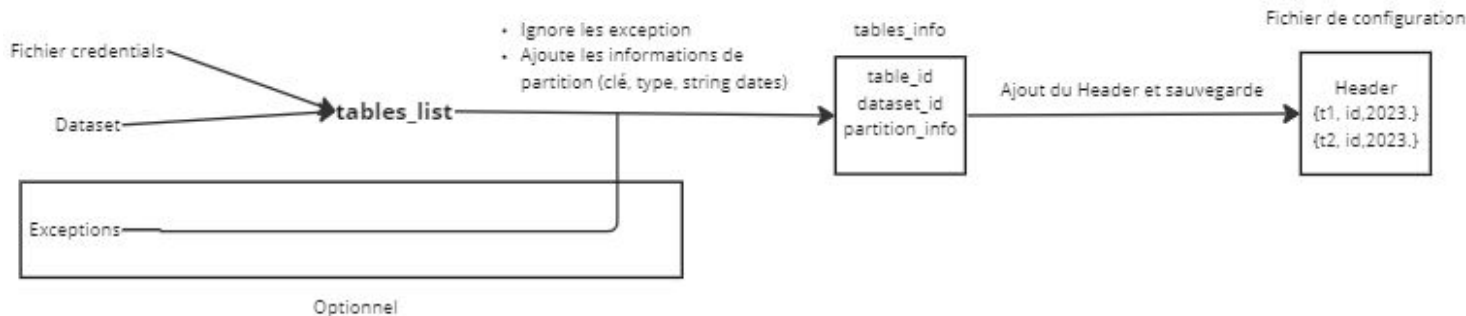 Fichier credentials
Dataset
tables_list
• Ignore les exception
• Ajoute les informations de
partition (clé, type, string dates)
tables_info
table_id
dataset_id
partition_info
Ajout du Header et sauvegarde
Fichier de configuration
Header
{t1, id,2023.}
{t2, id,2023.}
Exceptions
Optionnel